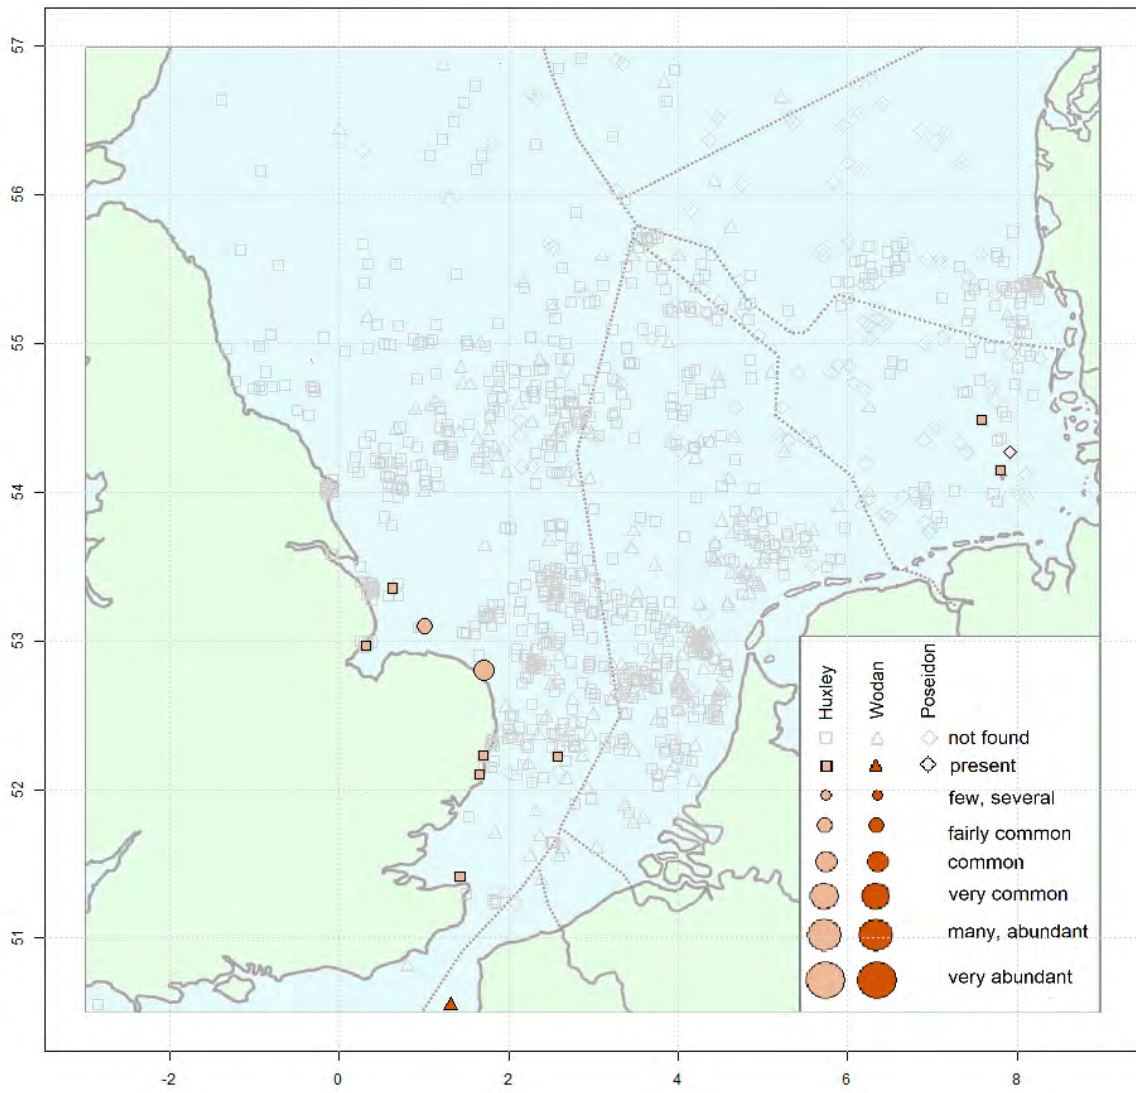 57
56
55
54
53
52
51
Huxley
Wodan
Poseidon
not found
present
few, several
fairly common
common
very common
many, abundant
very abundant
-2 0 2 4 6 8